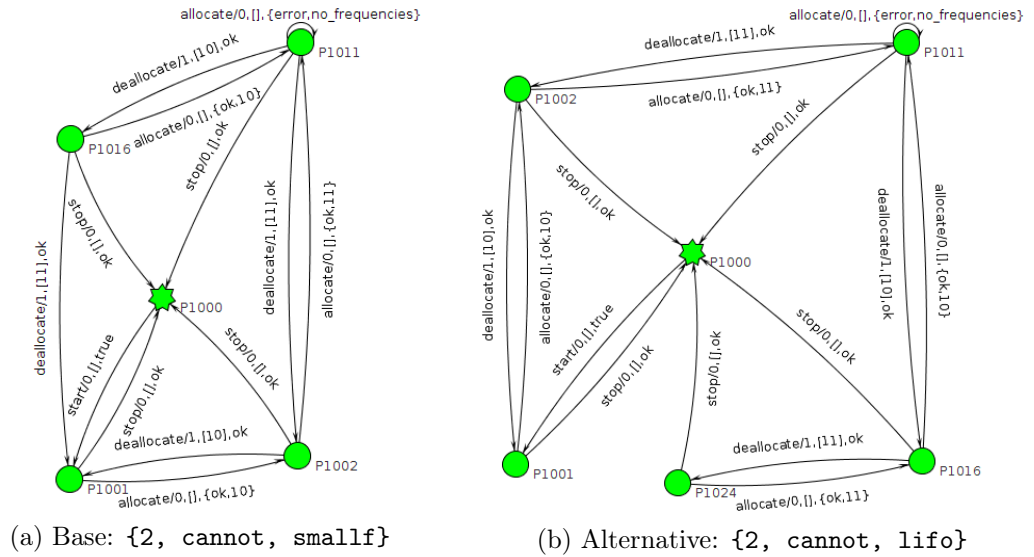 allocate/0,[],{error,no_frequencies}
P1011
deallocate/1,[10],ok
allocate/0,[],{ok,10}
P1016
stop/0,[],ok
stop/0,[],ok
deallocate/1,[11],ok
allocate/0,[],{ok,11}
deallocate/1,[11],ok
P1000
start/0,[],true
stop/0,[],ok
stop/0,[],ok
deallocate/1,[10],ok
P1002
P1001
allocate/0,[],{ok,10}
(a) Base: {2, cannot, smallf}
allocate/0,[],{error,no_frequencies}
deallocate/1,[11],ok
P1011
P1002
allocate/0,[],{ok,11}
stop/0,[],ok
stop/0,[],ok
deallocate/1,[10],ok
allocate/0,[],{ok,10}
deallocate/1,[10],ok
allocate/0,[],{ok,10}
P1000
start/0,[],true
stop/0,[],ok
stop/0,[],ok
stop/0,[],ok
deallocate/1,[11],ok
P1001
P1016
P1024
allocate/0,[],{ok,11}
(b) Alternative: {2, cannot, lifo}